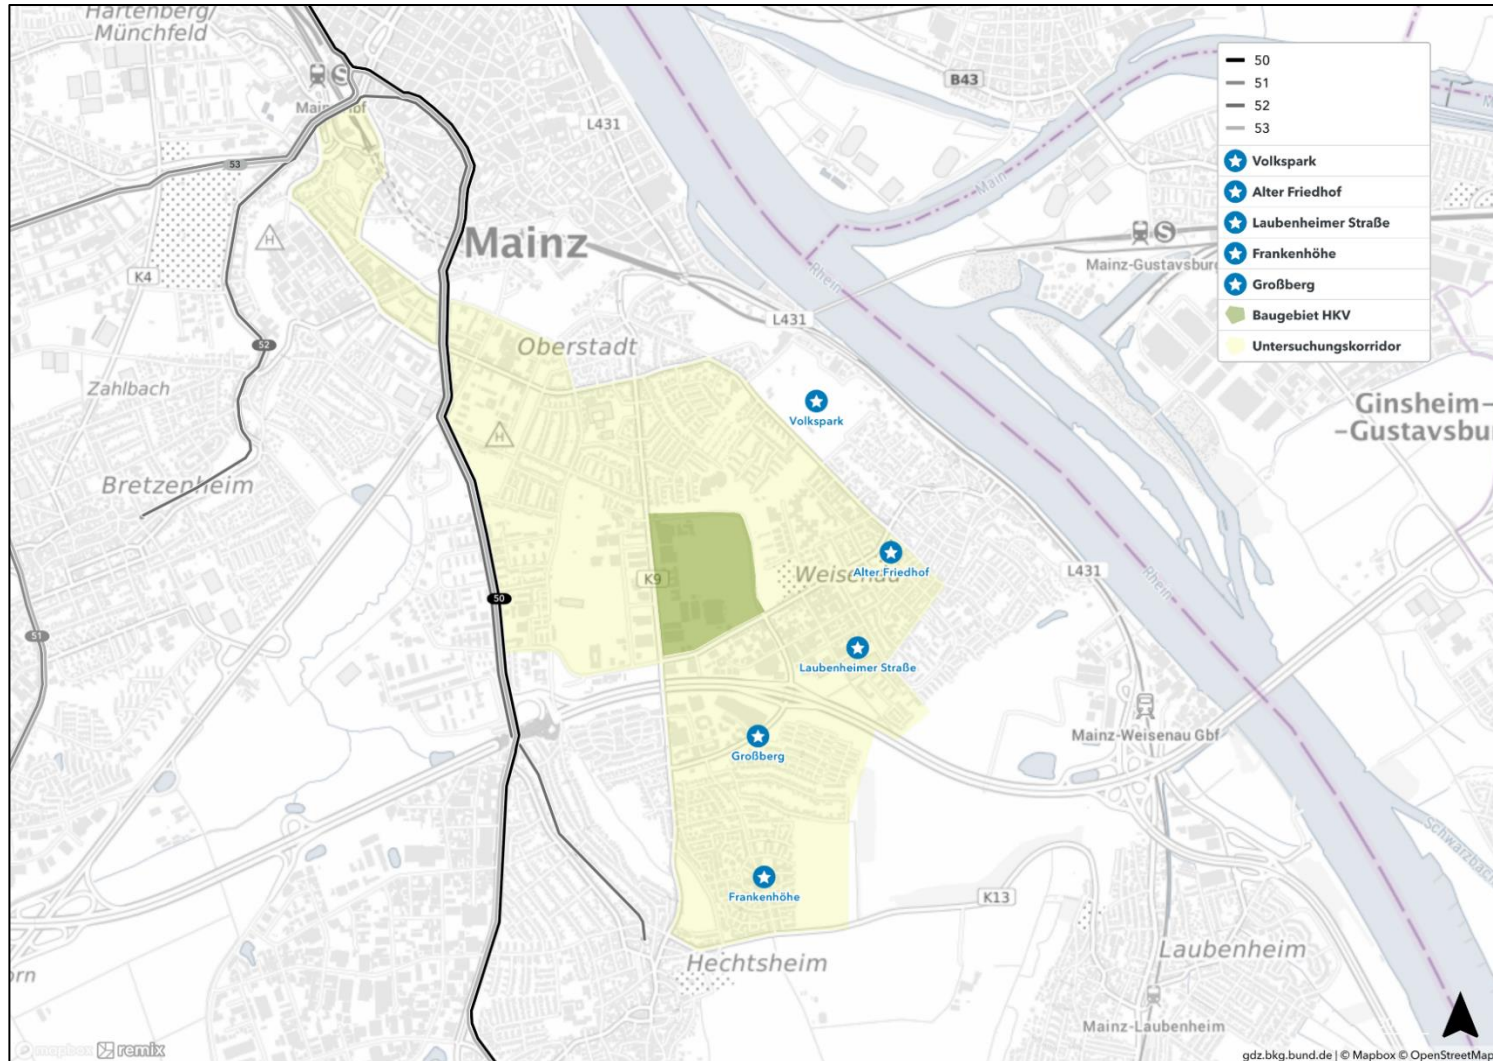 Hartenberg/
Münchfeld
B43
50
51
52
53
Volkspark
Alter Friedhof
Laubenheimer Straße
Frankenhöhe
Großberg
Baugebiet HKV
Untersuchungskorridor
L431
53
Main
Mainz
K4
H
Rhein
Mainz-Gustavsburg
L431
52
Oberstadt
Zahlbach
Volkspark
Ginsheim-
-Gustavsbu
H
Bretzenheim
K9
Alter Friedhof
L431
Rhein
50
51
Laubenheimer Straße
Großberg
Mainz-Weisenau Gbf
Schwarzbach
Frankenhöhe
K13
Hechtsheim
Laubenheim
orn
Mainz-Laubenheim
mapbox remix
gdz.bkg.bund.de | © Mapbox © OpenStreetMap